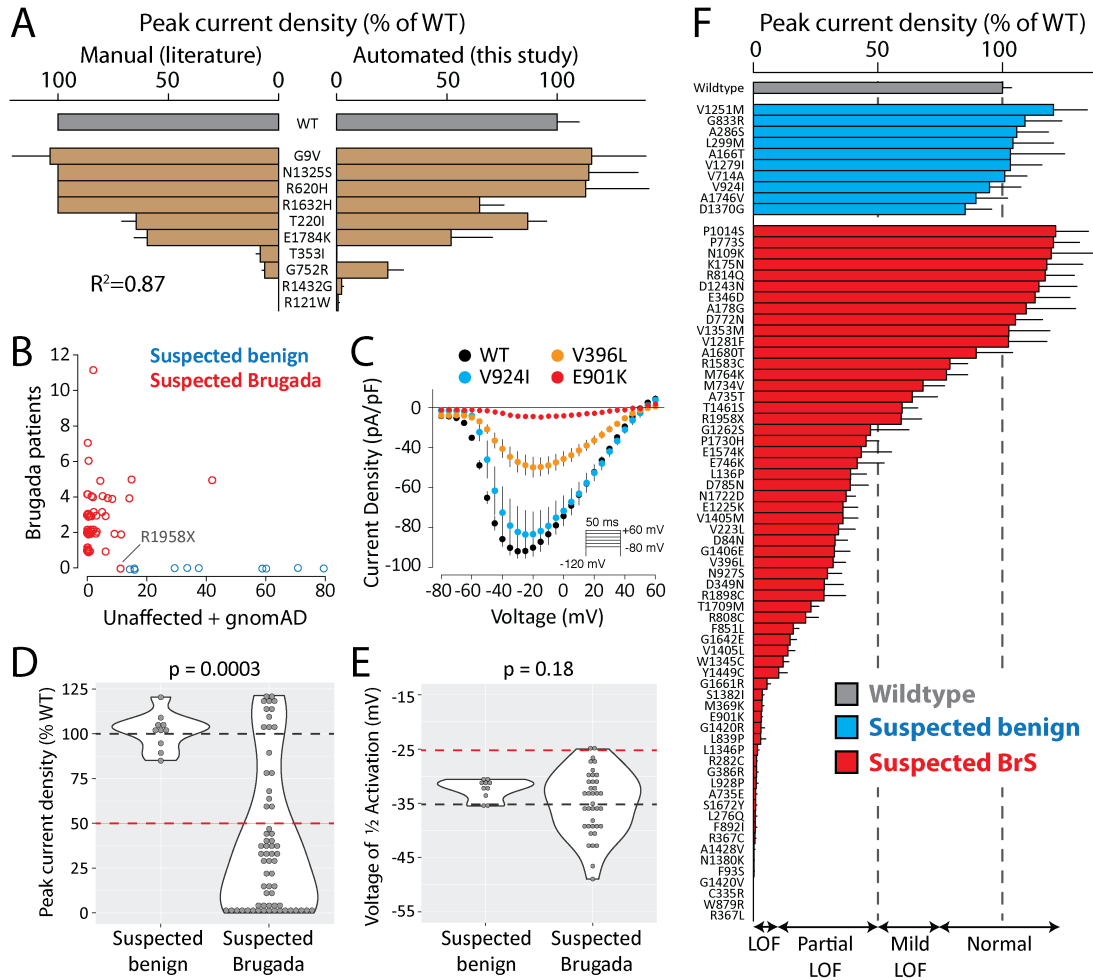 A
Peak current density (% of WT)
Manual (literature)
Automated (this study)
100
50
0
0
50
100
WT
G9V
N1325S
R620H
R1632H
T220I
E1784K
T353I
G752R
R1432G
R121W
R²=0.87
B
Suspected benign
Suspected Brugada
Brugada patients
12
10
8
6
4
2
0
R1958X
0
20
40
60
80
Unaffected + gnomAD
C
WT
V396L
V924I
E901K
Current Density (pA/pF)
0
-20
-40
-60
-80
-100
50 ms
+60 mV
-80 mV
-120 mV
-80
-60
-40
-20
0
20
40
60
Voltage (mV)
D
p = 0.0003
Peak current density (% WT)
125
100
75
50
25
0
Suspected
benign
Suspected
Brugada
E
p = 0.18
Voltage of ½ Activation (mV)
-15
-25
-35
-45
-55
Suspected
benign
Suspected
Brugada
F
Peak current density (% of WT)
0
50
100
Wildtype
V1251M
G833R
A286S
L299M
A166T
V1279I
V714A
V924I
A1746V
D1370G
P1014S
P773S
N109K
K175N
R814Q
D1243N
E346D
A178G
D772N
V1353M
V1281F
A1680T
R1583C
M764K
M734V
A735T
T1461S
R1958X
G1262S
P1730H
E1574K
E746K
L136P
D785N
N1722D
E1225K
V1405M
V223L
D84N
G1406E
V396L
N927S
D349N
R1898C
T1709M
R808C
F851L
G1642E
V1405L
W1345C
Y1449C
G1661R
S1382I
M369K
E901K
G1420R
L839P
L1346P
R282C
G386R
L928P
A735E
S1672Y
L276Q
F892I
R367C
A1428V
N1380K
F93S
G1420V
C335R
W879R
R367L
Wildtype
Suspected benign
Suspected BrS
LOF
Partial
LOF
Mild
LOF
Normal